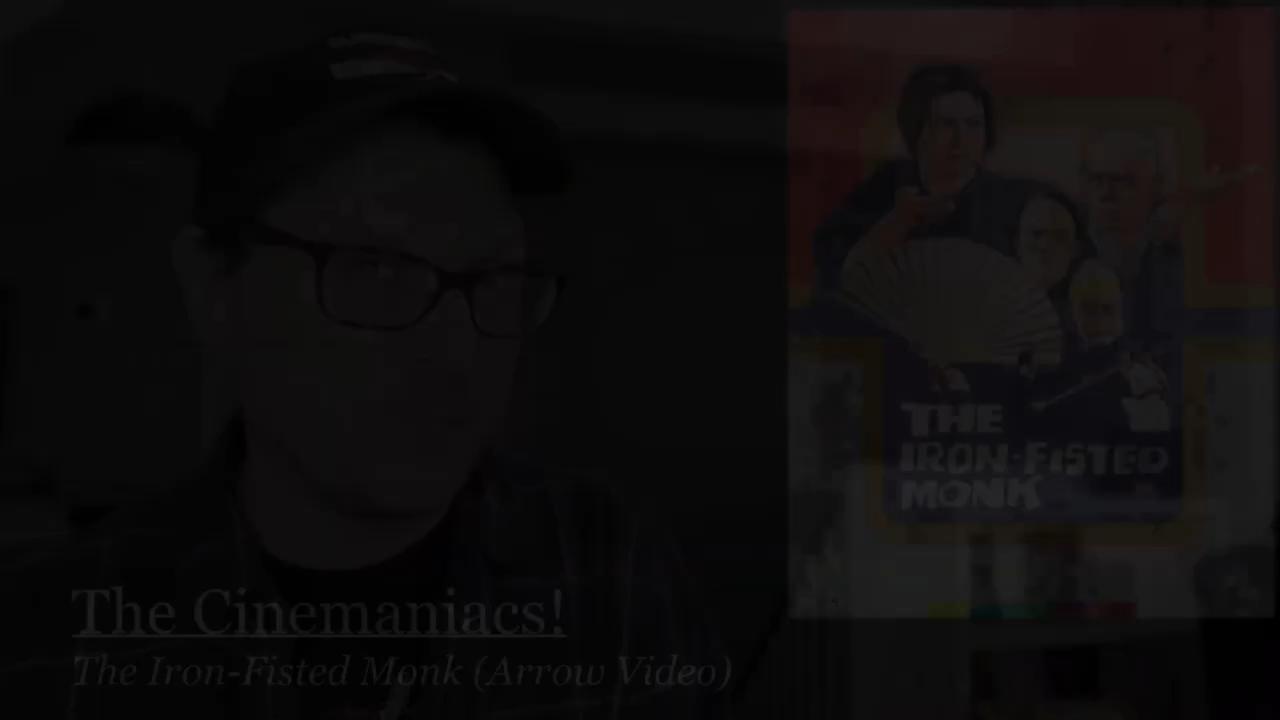 The Cinemaniacs!
The Iron-Fisted Monk (Arrow Video)
THE
IRON-FISTED
MONK